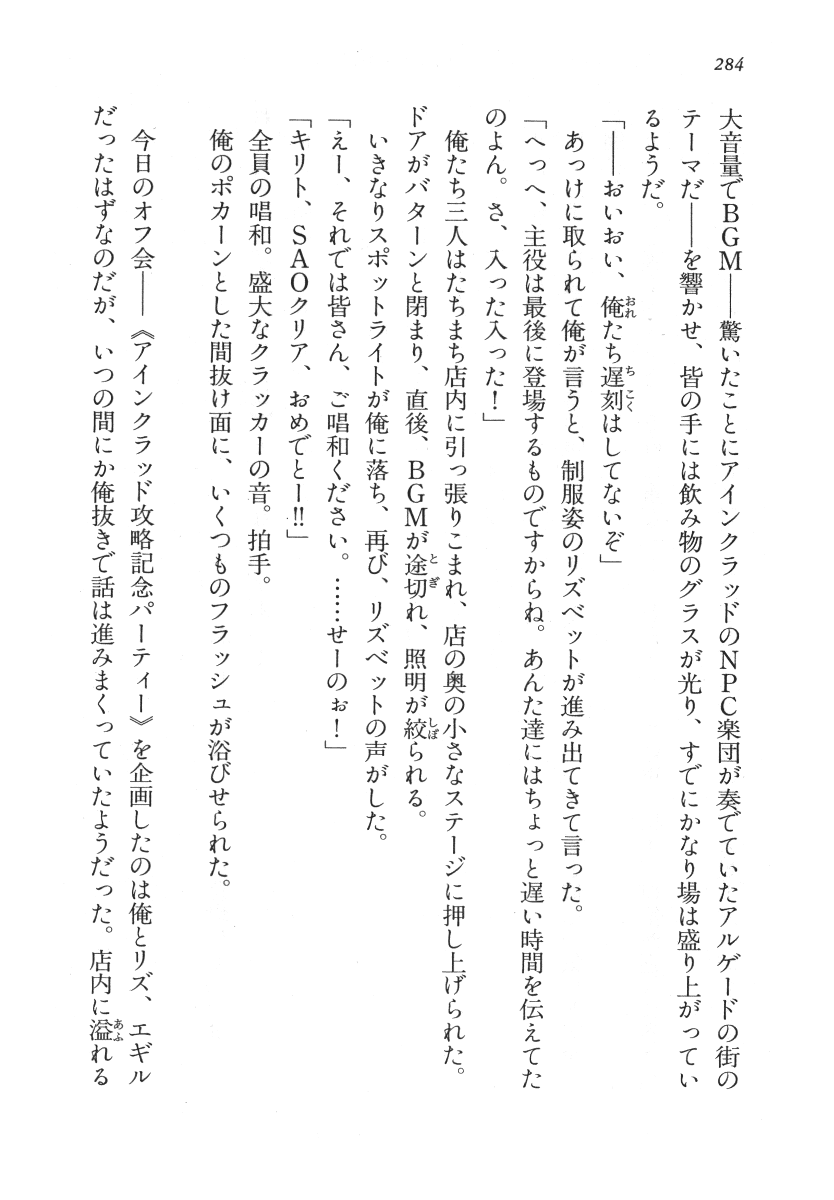 284
大音量でＢＧＭ――驚いたことにアインクラッドのＮＰＣ楽団が奏でていたアルゲードの街の
テーマだ――を響かせ、皆の手には飲み物のグラスが光り、すでにかなり場は盛り上がってい
るようだ。
「――おいおい、俺たち遅刻はしてないぞ」
あっけに取られて俺が言うと、制服姿のリズベットが進み出てきて言った。
「へっへ、主役は最後に登場するものですからね。あんた達にはちょっと遅い時間を伝えてた
のよん。さ、入った入った！」
俺たち三人はたちまち店内に引っ張りこまれ、店の奥の小さなステージに押し上げられた。
ドアがバターンと閉まり、直後、ＢＧＭが途切れ、照明が絞られる。
いきなりスポットライトが俺に落ち、再び、リズベットの声がした。
「えー、それでは皆さん、ご唱和ください。……せーのぉ！」
「キリト、ＳＡＯクリア、おめでとー!!」
全員の唱和。盛大なクラッカーの音。拍手。
俺のポカーンとした間抜け面に、いくつものフラッシュが浴びせられた。
今日のオフ会――《アインクラッド攻略記念パーティー》を企画したのは俺とリズ、エギル
だったはずなのだが、いつの間にか俺抜きで話は進みまくっていたようだった。店内に溢れる